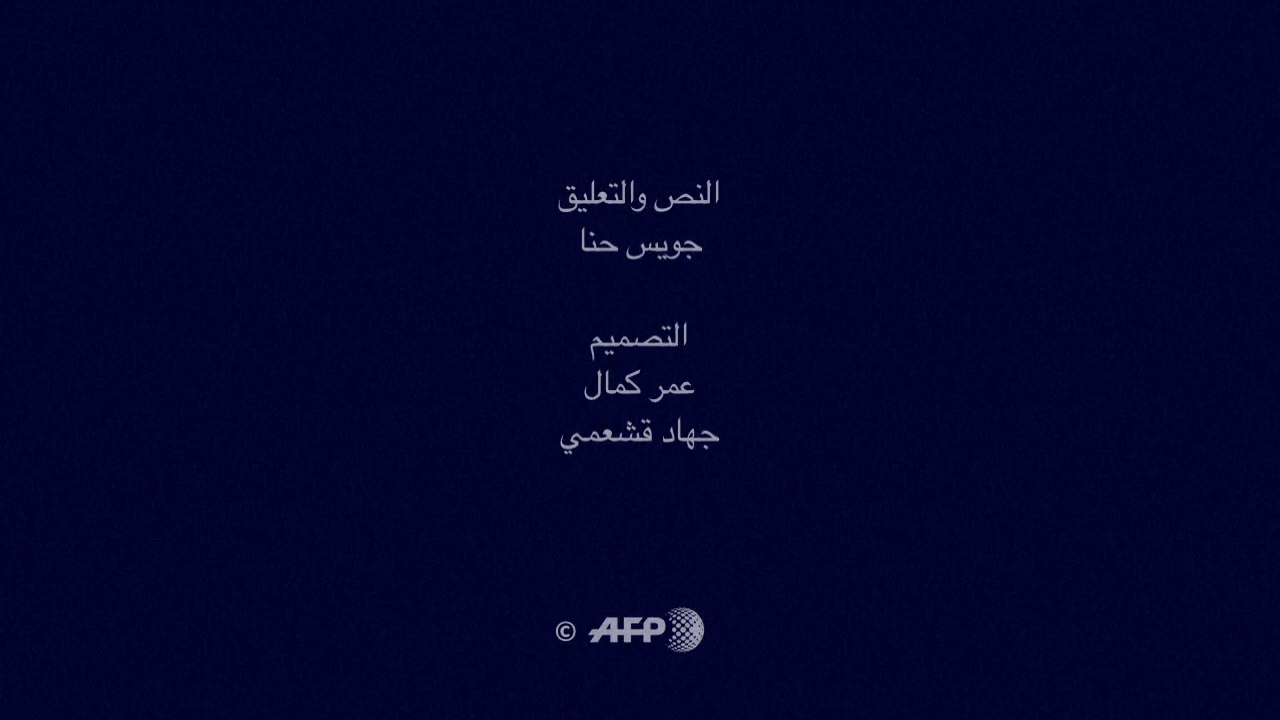 النص والتعليق
جويس حنا
التصميم
عمر كمال
جهاد قشعمي
© AFP